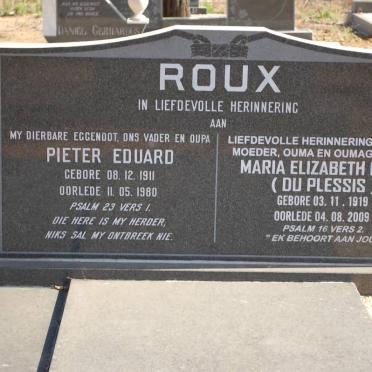 DANIËL GERHARDUS
ROUX
IN LIEFDEVOLLE HERINNERING
AAN
MY DIERBARE EGGENOOT, ONS VADER EN OUPA
PIETER EDUARD
GEBORE 08. 12. 1911
OORLEDE 11. 05. 1980
PSALM 23 VERS 1.
DIE HERE IS MY HERDER,
NIKS SAL MY ONTBREEK NIE.
LIEFDEVOLLE HERINNERING
MOEDER, OUMA EN OUMAG
MARIA ELIZABETH
( DU PLESSIS )
GEBORE 03. 11 . 1919
OORLEDE 04. 08. 2009
PSALM 16 VERS 2.
"EK BEHOORT AAN JOU